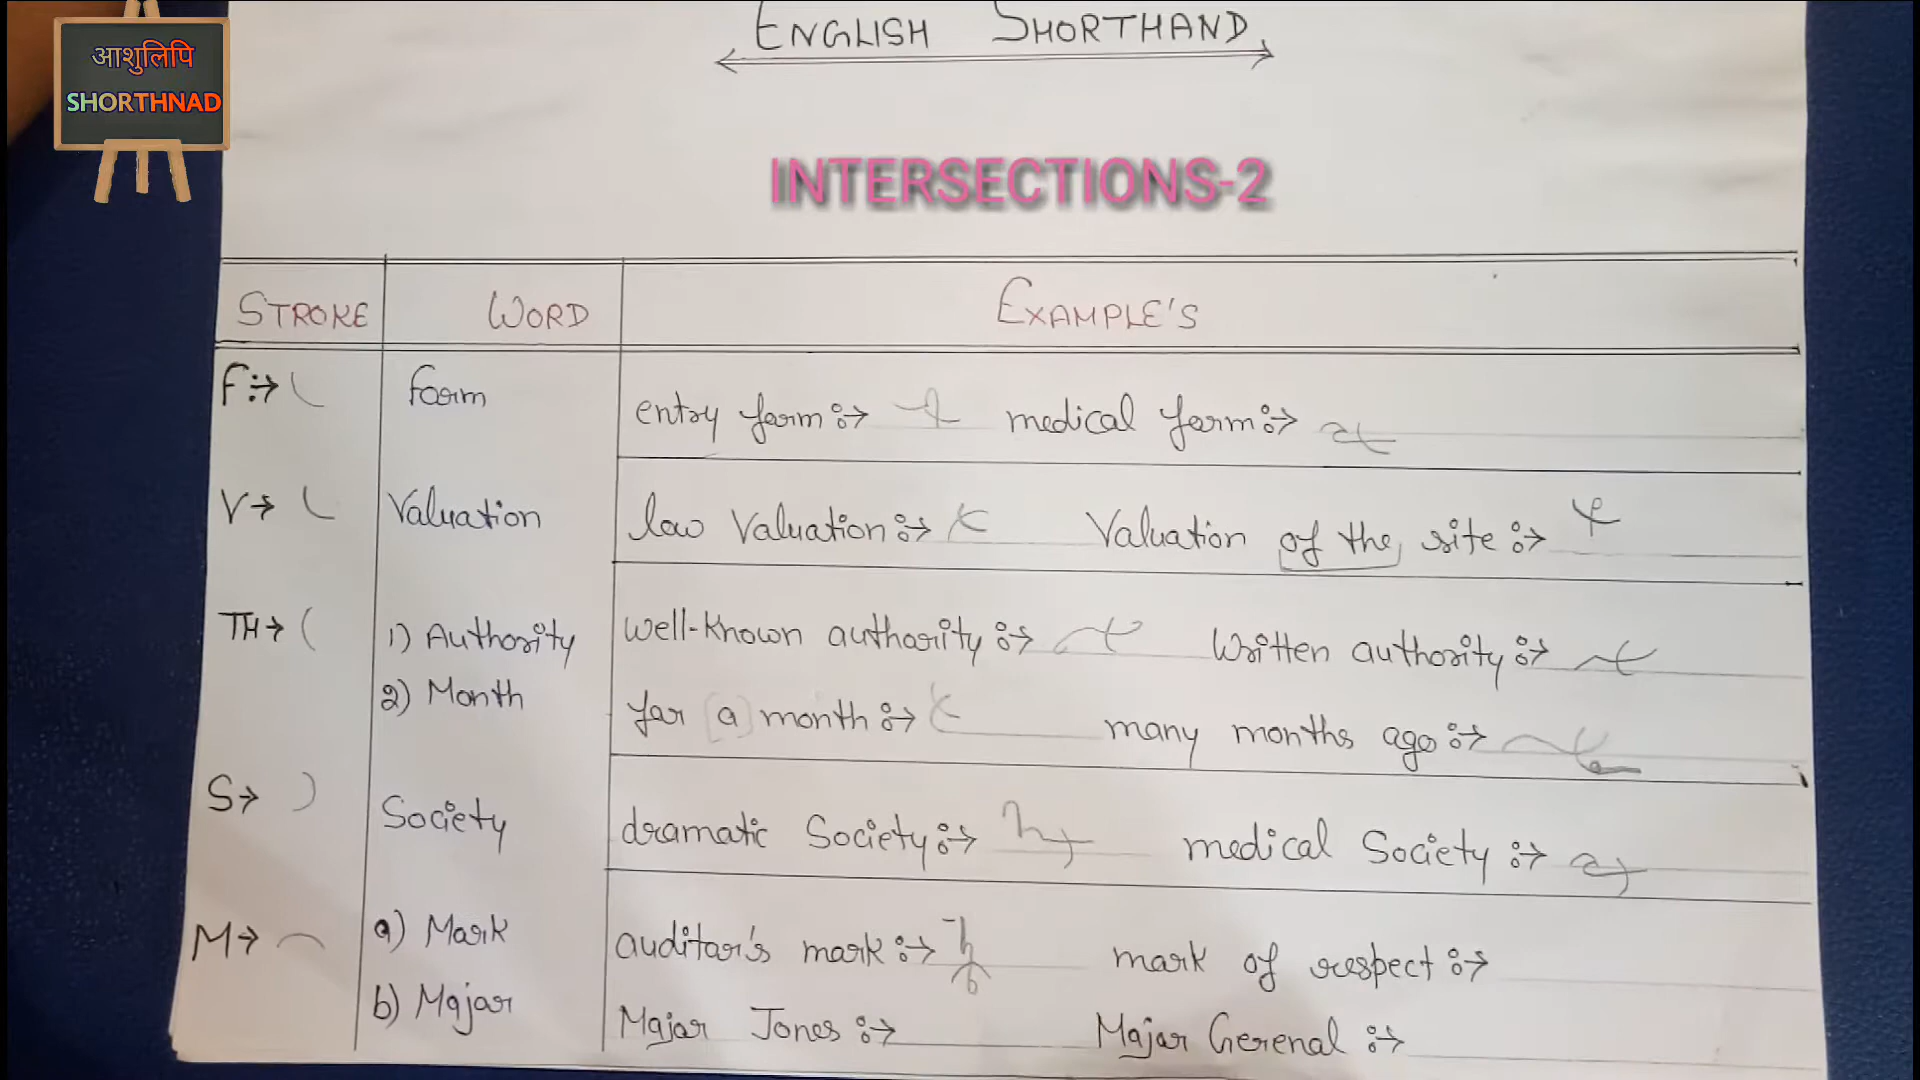 आशुलिपि
SHORTHNAD
ENGLISH SHORTHAND
INTERSECTIONS-2
STROKE WORD EXAMPLE'S
F:→ Form entry form:→ medical form:→
V→ Valuation low Valuation:→ Valuation of the site:→
TH→ 1) Authority well-known authority:→ Written authority:→
2) Month for (a) month:→ many months ago:→
S→ Society dramatic Society:→ medical Society:→
M→ a) Mark auditor's mark:→ mark of respect:→
b) Major Major Jones:→ Major Gerenal:→